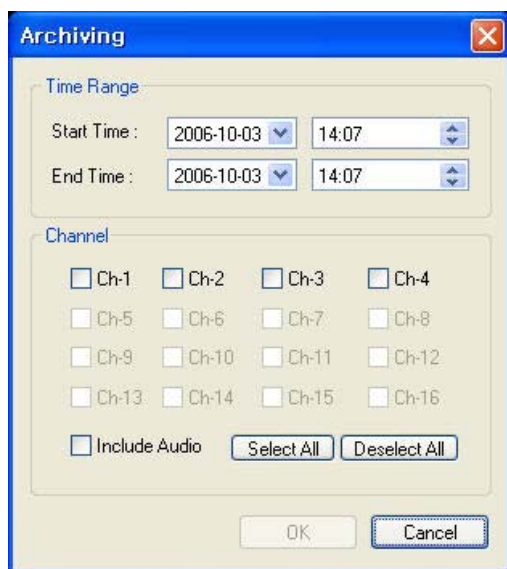 Archiving
Time Range
Start Time : 2006-10-03 14:07
End Time : 2006-10-03 14:07
Channel
Ch-1 Ch-2 Ch-3 Ch-4
Ch-5 Ch-6 Ch-7 Ch-8
Ch-9 Ch-10 Ch-11 Ch-12
Ch-13 Ch-14 Ch-15 Ch-16
Include Audio Select All Deselect All
OK Cancel